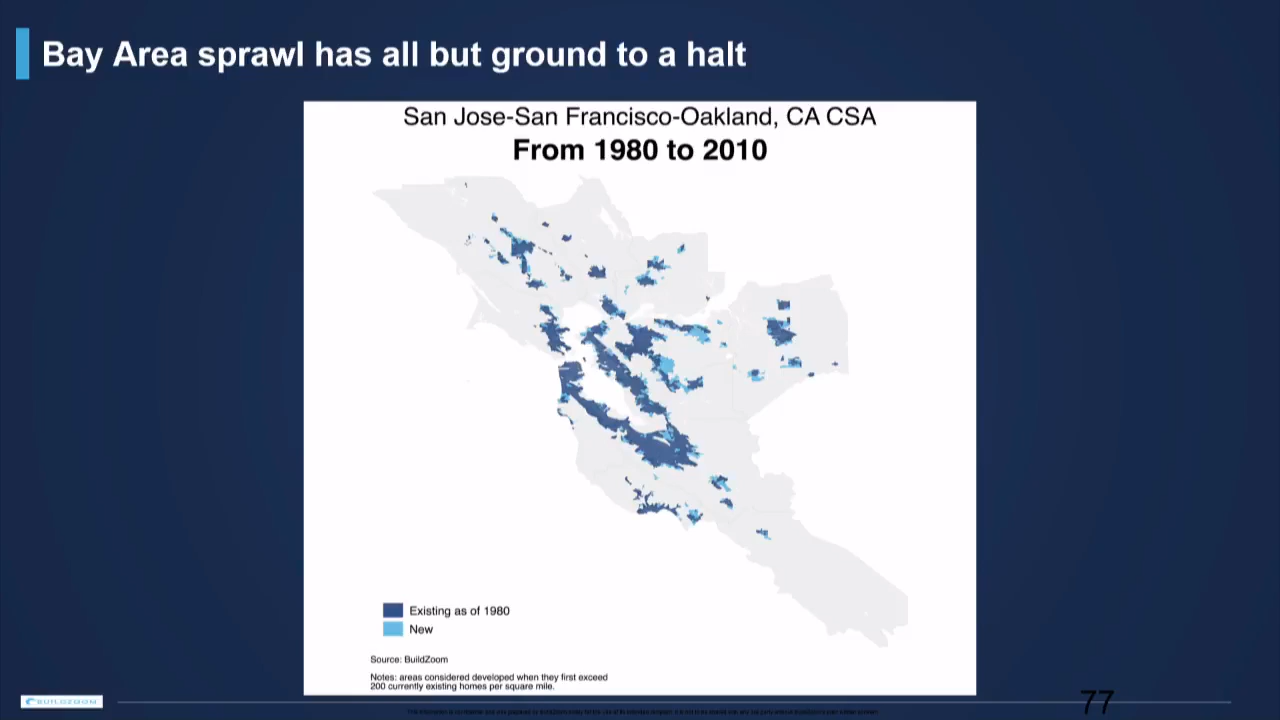 Bay Area sprawl has all but ground to a halt
San Jose-San Francisco-Oakland, CA CSA
From 1980 to 2010
Existing as of 1980
New
Source: BuildZoom
Notes: areas considered developed when they first exceed
200 currently existing homes per square mile.
BUILDZOOM
77